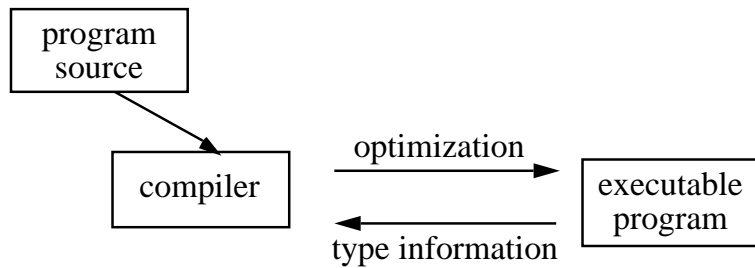 program
source
compiler
optimization
type information
executable
program